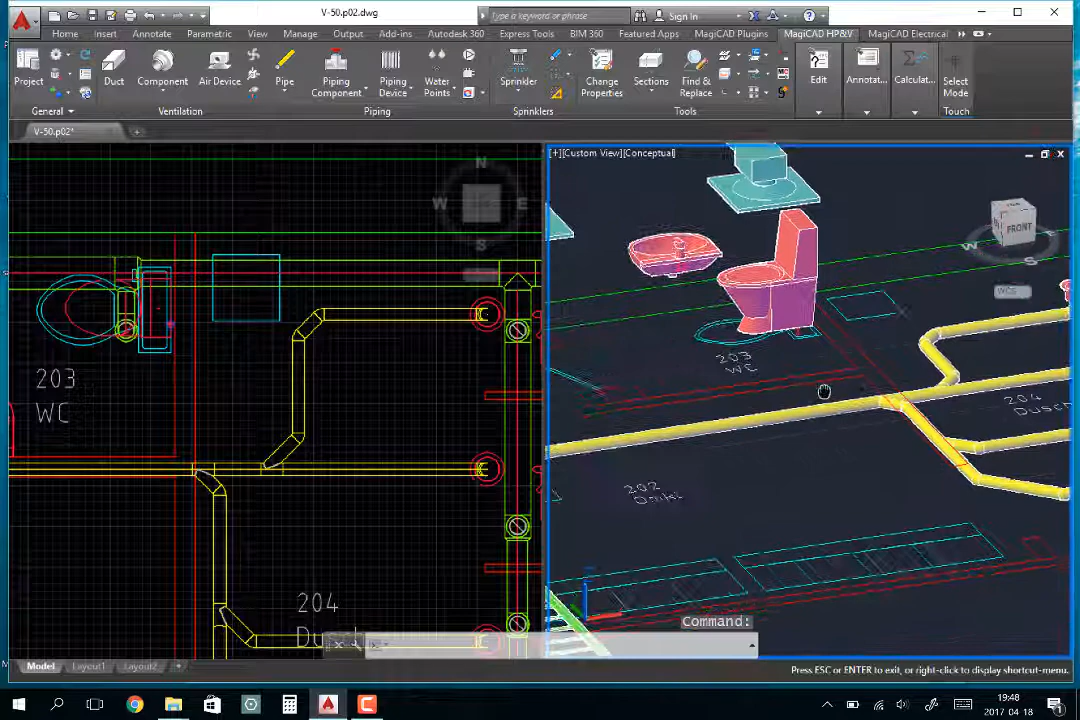 V-50.p02.dwg
Type a keyword or phrase
Sign In
Home Insert Annotate Parametric View Manage Output Add-ins Autodesk 360 Express Tools BIM 360 Featured Apps MagiCAD Plugins MagiCAD HP&V MagiCAD Electrical
Project Duct Component Air Device Pipe Piping Component Piping Device Water Points Sprinkler Change Properties Sections Find & Replace Edit Annotat... Calculat... Select Mode
General Ventilation Piping Sprinklers Tools Touch
V-50.p02*
[+][Custom View][Conceptual]
N
W E
S
FRONT
W
S
WCS
203
WC
203
WC
204
Dusch
202
204
Command:
Model Layout1 Layout2
Press ESC or ENTER to exit, or right-click to display shortcut-menu.
19:48
2017-04-18
1